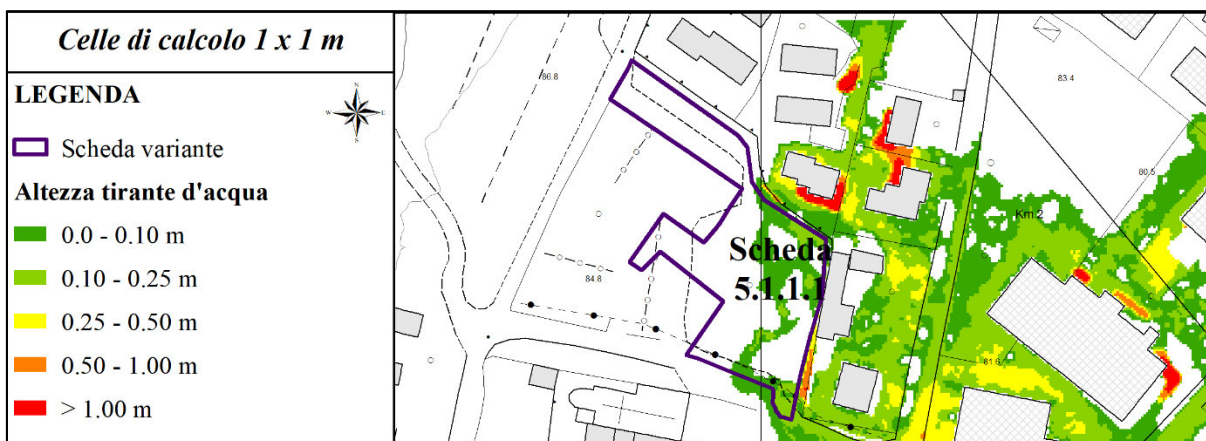 Celle di calcolo 1 x 1 m
LEGENDA
N
W
E
S
Scheda variante
Altezza tirante d'acqua
0.0 - 0.10 m
0.10 - 0.25 m
0.25 - 0.50 m
0.50 - 1.00 m
> 1.00 m
86.8
83.4
80.5
Km 2
Scheda
5.1.1.1
84.8
81.6